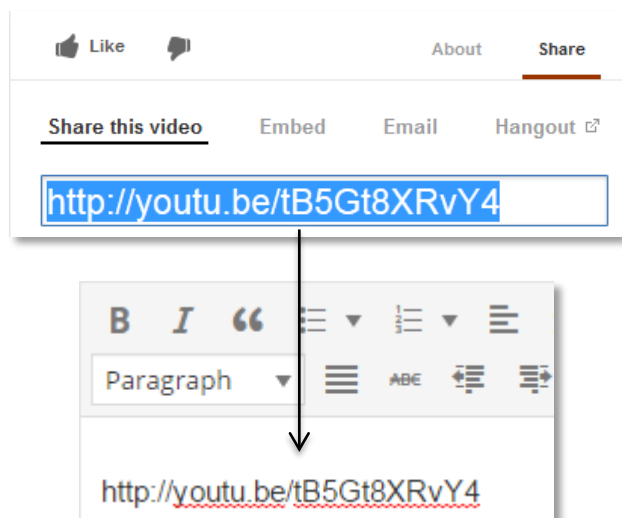 Like About Share
Share this video Embed Email Hangout
http://youtu.be/tB5Gt8XRvY4
B I “
Paragraph ABC
http://youtu.be/tB5Gt8XRvY4